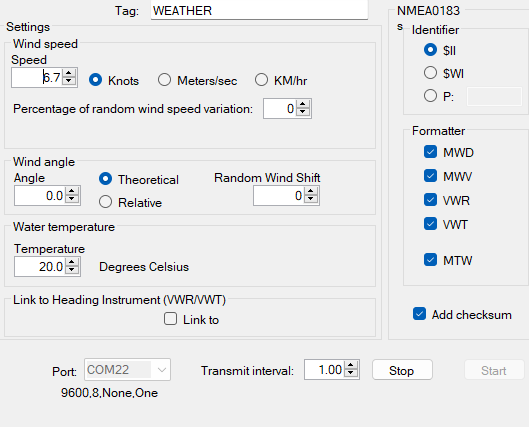 Tag: WEATHER
NMEA0183
s
Settings
Wind speed
Speed
6.7 Knots Meters/sec KM/hr
Percentage of random wind speed variation: 0
Identifier
$II
$WI
P:
Wind angle
Angle
0.0 Theoretical
Relative
Random Wind Shift
0
Formatter
MWD
MWV
VWR
VWT
MTW
Water temperature
Temperature
20.0 Degrees Celsius
Link to Heading Instrument (VWR/VWT)
Link to
Add checksum
Port: COM22 Transmit interval: 1.00 Stop Start
9600,8,None,One